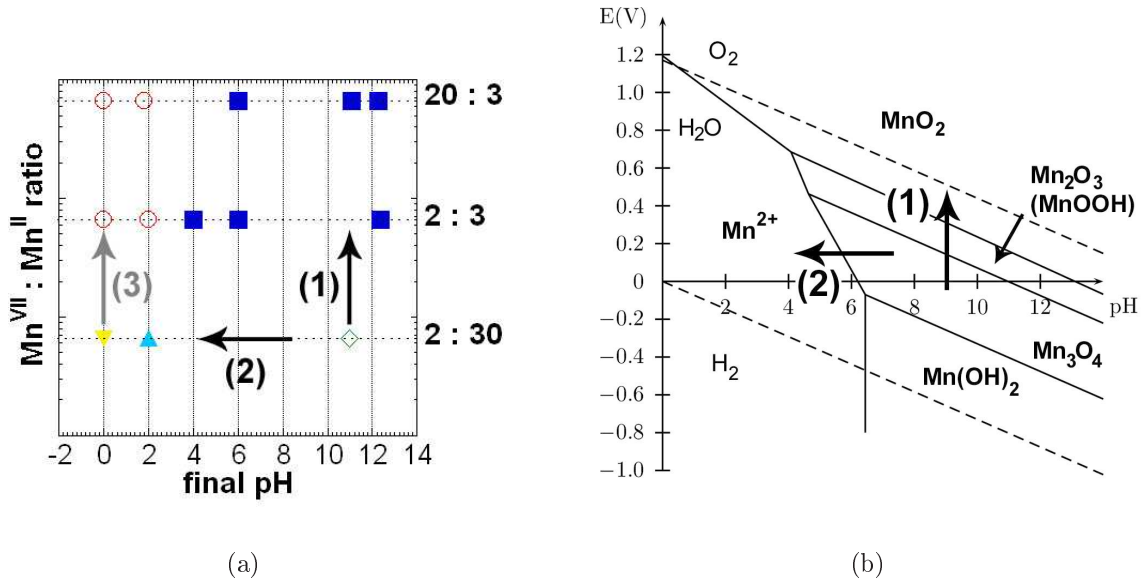 20 : 3
2 : 3
2 : 30
Mn^VII : Mn^II ratio
(3)
(1)
(2)
-2 0 2 4 6 8 10 12 14
final pH
(a)
E(V)
1.2
1.0
0.8
0.6
0.4
0.2
0
−0.2
−0.4
−0.6
−0.8
−1.0
2 4 6 8 10 12
pH
O₂
H₂O
MnO₂
Mn₂O₃
(MnOOH)
(1)
Mn²⁺
(2)
Mn₃O₄
H₂
Mn(OH)₂
(b)